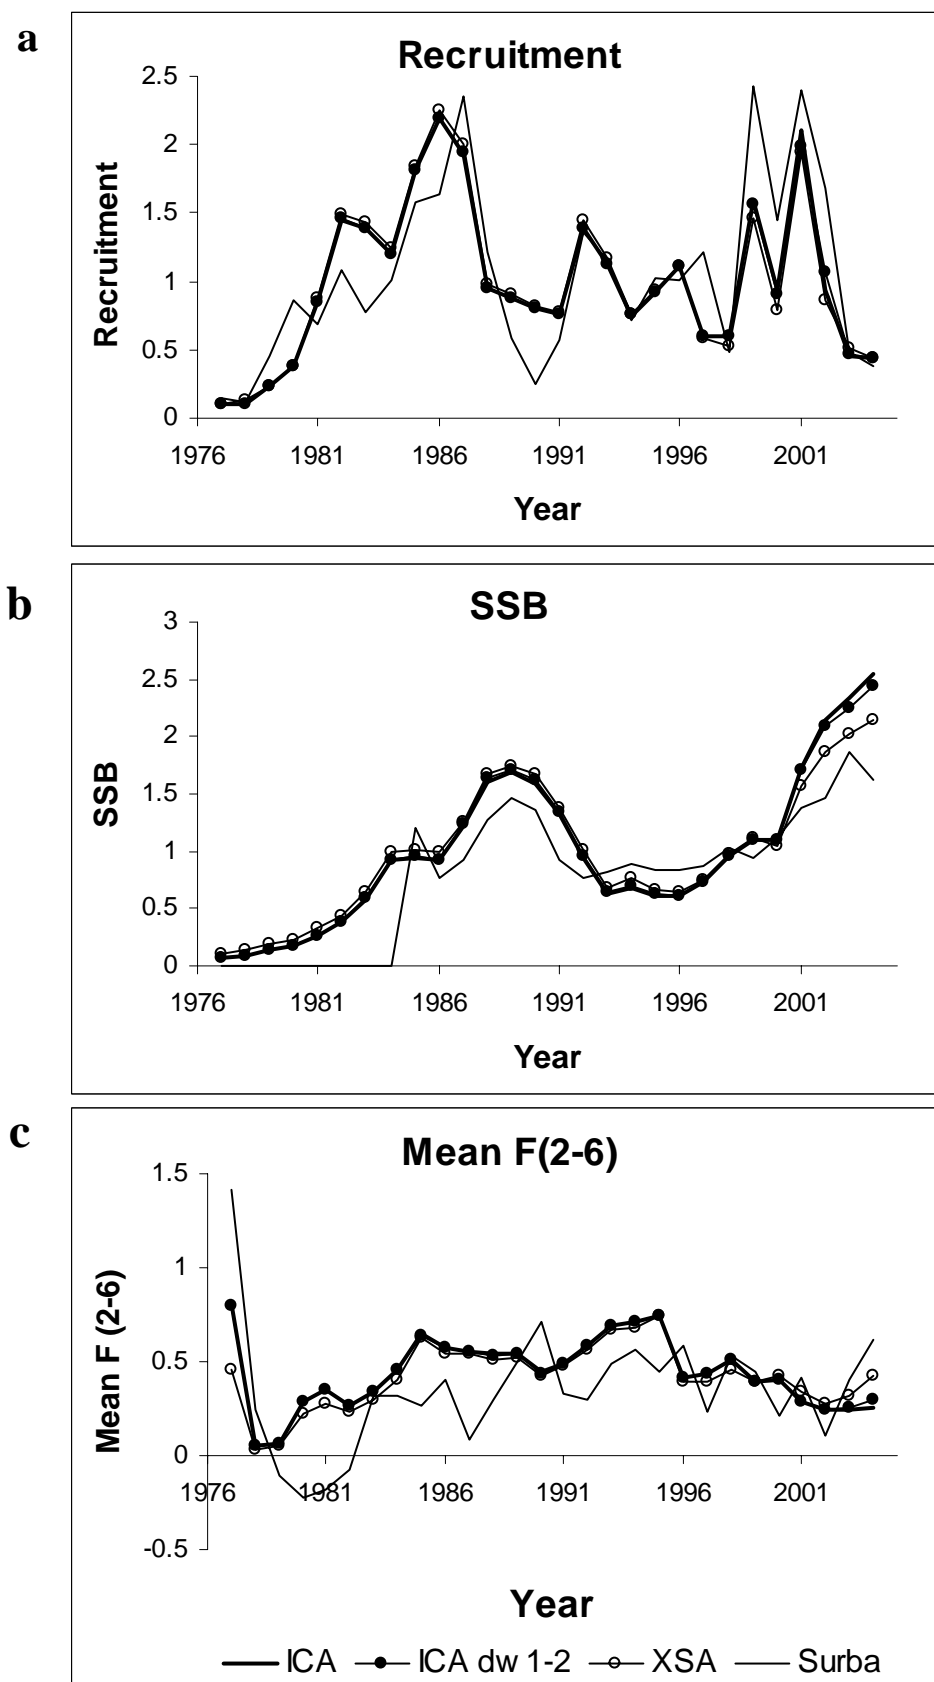 a
Recruitment
2.5
2
1.5
1
0.5
0
Recruitment
1976 1981 1986 1991 1996 2001
Year
b
SSB
3
2.5
2
1.5
1
0.5
0
SSB
1976 1981 1986 1991 1996 2001
Year
c
Mean F(2-6)
1.5
1
0.5
0
-0.5
Mean F (2-6)
1976 1981 1986 1991 1996 2001
Year
ICA ICA dw 1-2 XSA Surba